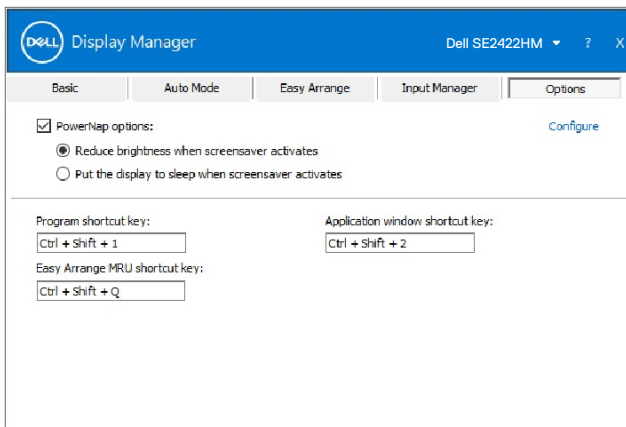 DELL Display Manager Dell SE2422HM ? X
Basic Auto Mode Easy Arrange Input Manager Options
PowerNap options: Configure
Reduce brightness when screensaver activates
Put the display to sleep when screensaver activates
Program shortcut key: Application window shortcut key:
Ctrl + Shift + 1 Ctrl + Shift + 2
Easy Arrange MRU shortcut key:
Ctrl + Shift + Q